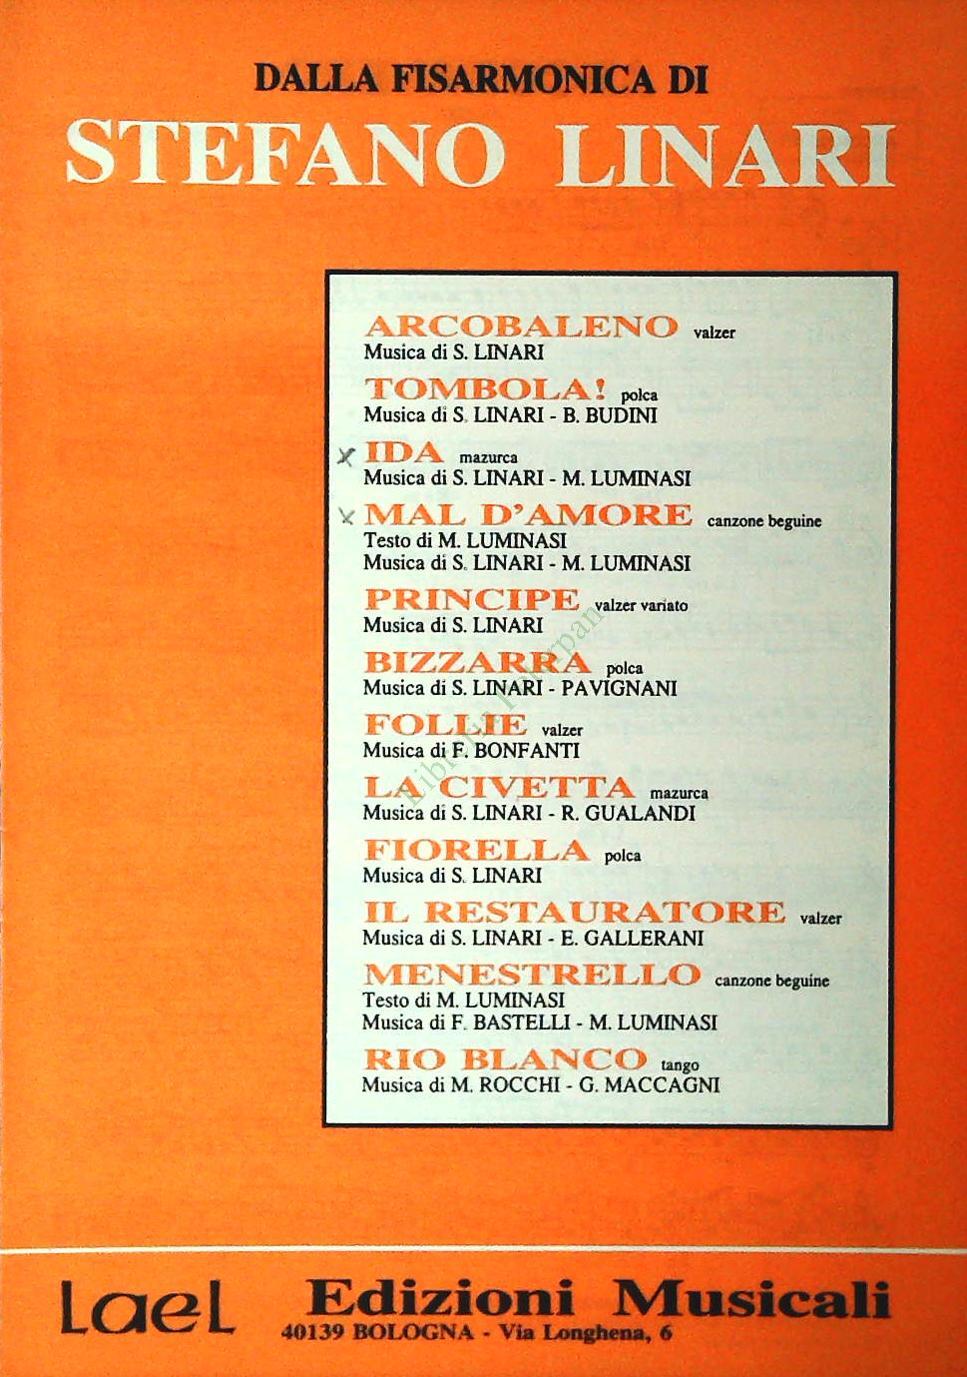 DALLA FISARMONICA DI
STEFANO LINARI
ARCOBALENO valzer
Musica di S. LINARI
TOMBOLA! polca
Musica di S. LINARI - B. BUDINI
IDA mazurca
Musica di S. LINARI - M. LUMINASI
MAL D'AMORE canzone beguine
Testo di M. LUMINASI
Musica di S. LINARI - M. LUMINASI
PRINCIPE valzer variato
Musica di S. LINARI
BIZZARRA polca
Musica di S. LINARI - PAVIGNANI
FOLLIE valzer
Musica di F. BONFANTI
LA CIVETTA mazurca
Musica di S. LINARI - R. GUALANDI
FIORELLA polca
Musica di S. LINARI
IL RESTAURATORE valzer
Musica di S. LINARI - E. GALLERANI
MENESTRELLO canzone beguine
Testo di M. LUMINASI
Musica di F. BASTELLI - M. LUMINASI
RIO BLANCO tango
Musica di M. ROCCHI - G. MACCAGNI
Lael Edizioni Musicali
40139 BOLOGNA - Via Longhena, 6
Libreria Peterpan